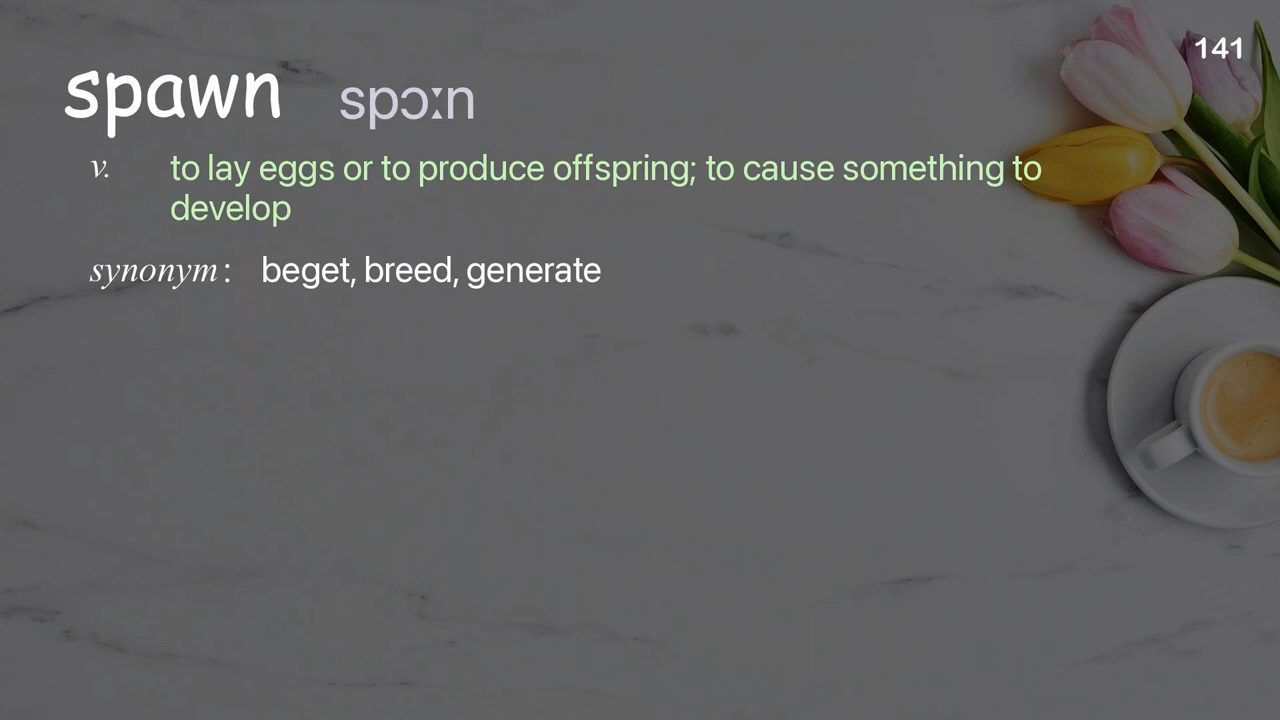 141
spawn spɔːn
v. to lay eggs or to produce offspring; to cause something to
develop
synonym : beget, breed, generate